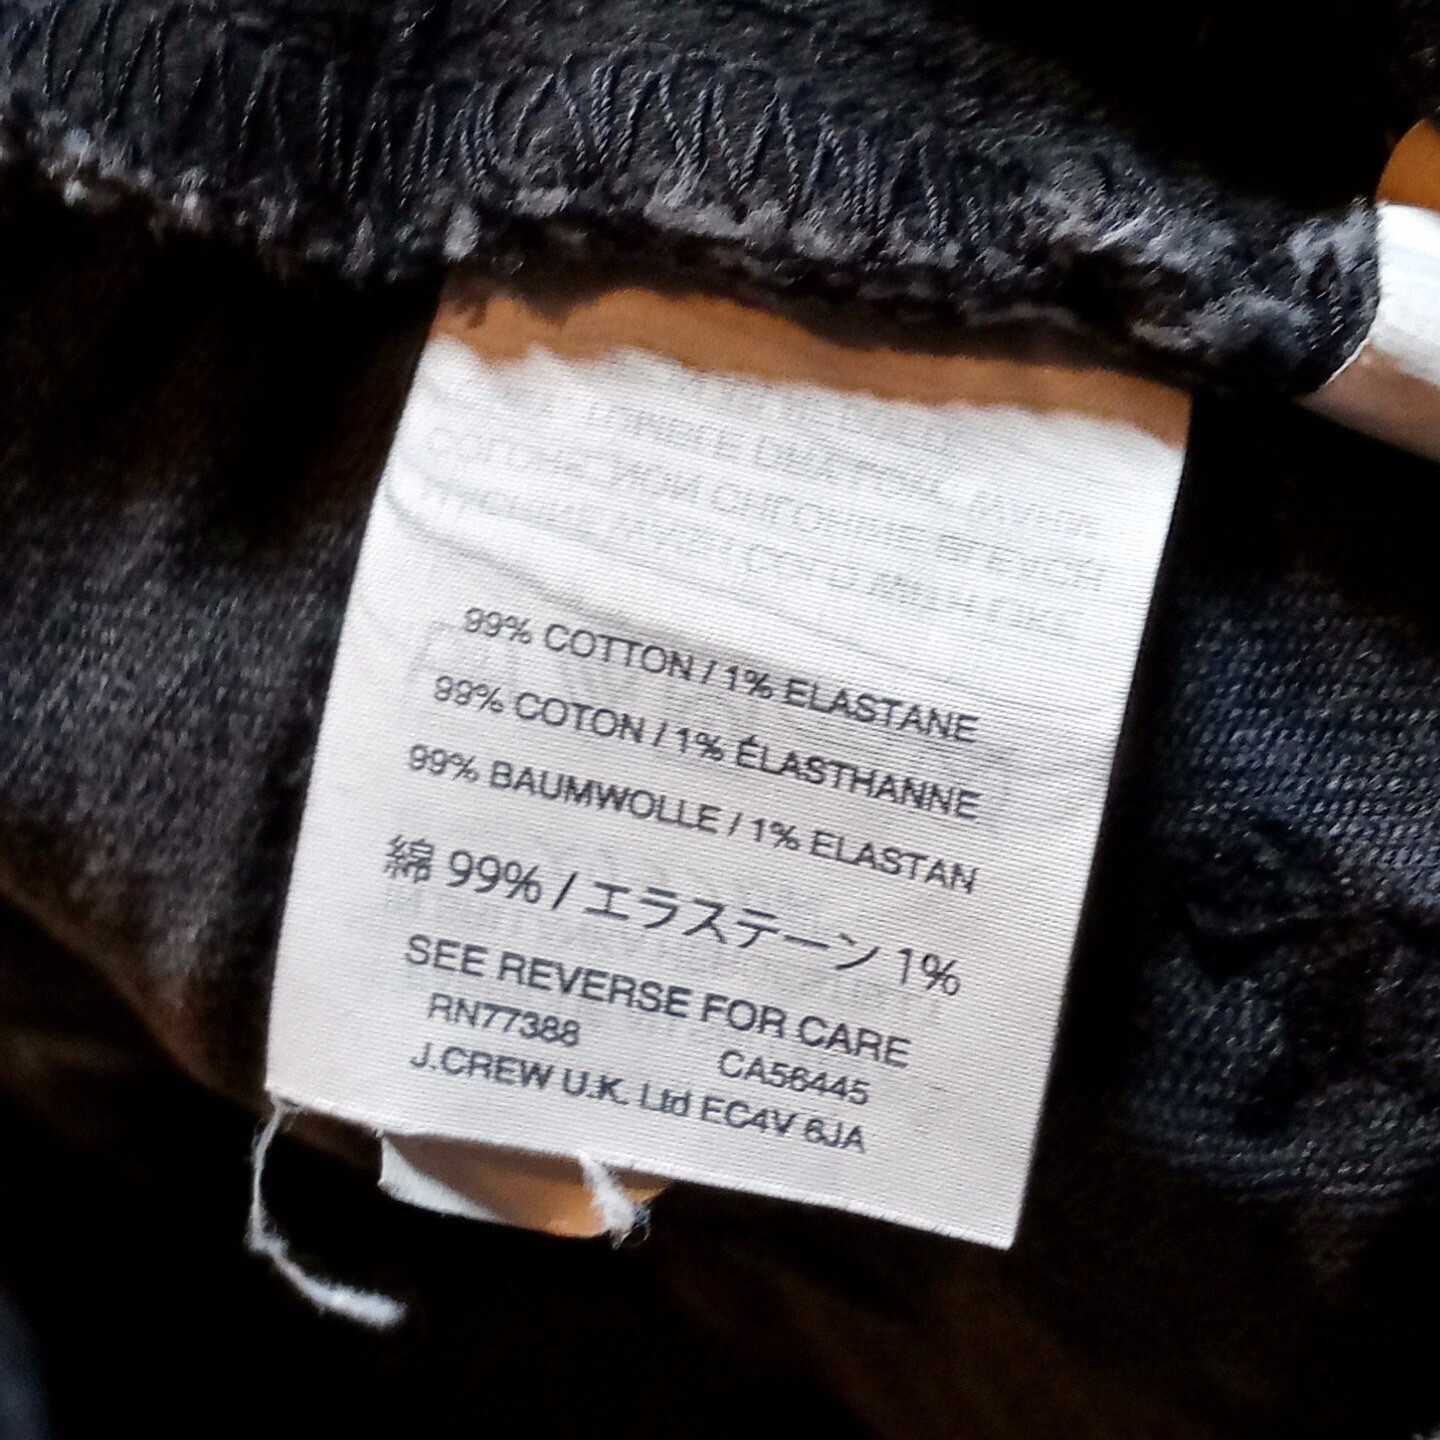 99% COTTON / 1% ELASTANE
99% COTON / 1% ÉLASTHANNE
99% BAUMWOLLE / 1% ELASTAN
綿 99% / エラステーン 1%
SEE REVERSE FOR CARE
RN77388 CA56445
J.CREW U.K. Ltd EC4V 6JA